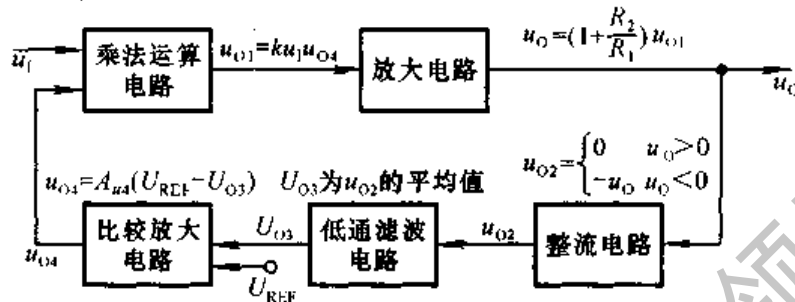 u_I
乘法运算
电路
u_O1=ku_Iu_O4
放大电路
u_O=(1+R_2/R_1)u_O1
u_O
u_O4=A_u4(U_REF−U_O3)
U_O3为u_O2的平均值
u_O2={0 u_O>0
−u_O u_O<0
比较放大
电路
U_O3
低通滤波
电路
u_O2
整流电路
u_O4
U_REF
领